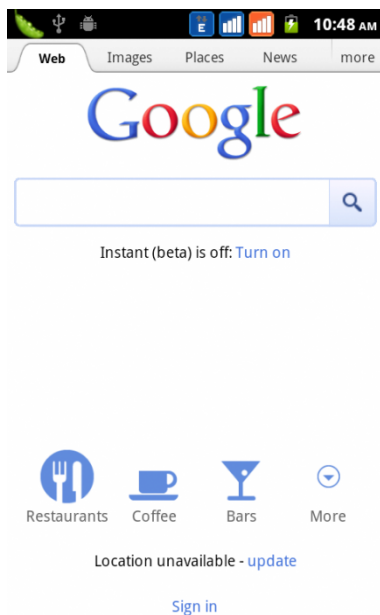 E 10:48 AM
Web Images Places News more
Google
Instant (beta) is off: Turn on
Restaurants Coffee Bars More
Location unavailable - update
Sign in